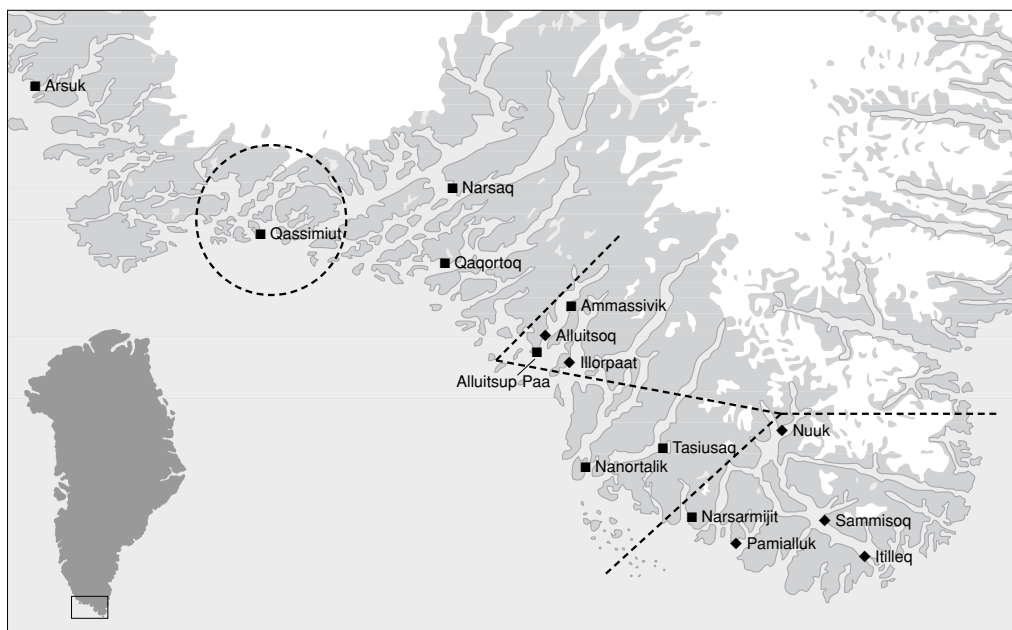 Arsuk
Narsaq
Qassimiut
Qaqortoq
Ammassivik
Alluitsoq
Illorpaat
Alluitsup Paa
Nuuk
Tasiusaq
Nanortalik
Narsarmijit
Sammisoq
Pamialluk
Itilleq